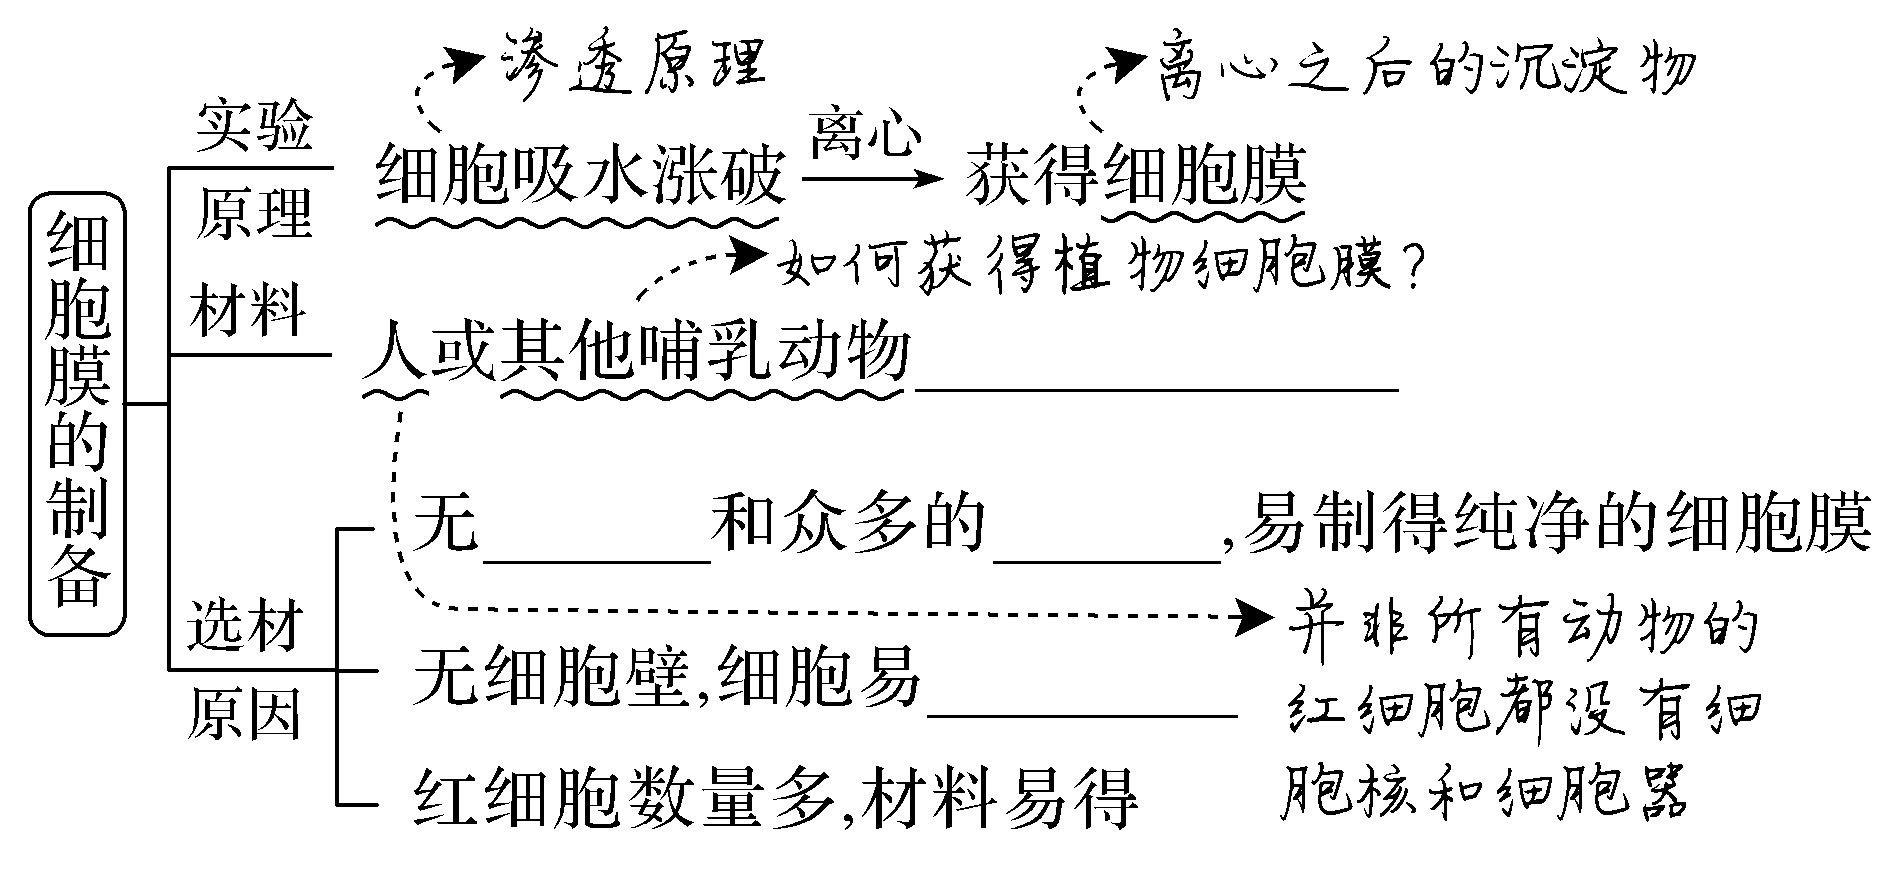 渗透原理
离心之后的沉淀物
实验
原理
细胞吸水涨破
离心
获得细胞膜
如何获得植物细胞膜?
细胞膜的制备
材料
人或其他哺乳动物
无
和众多的
,易制得纯净的细胞膜
选材
原因
无细胞壁,细胞易
并非所有动物的
红细胞都没有细
胞核和细胞器
红细胞数量多,材料易得